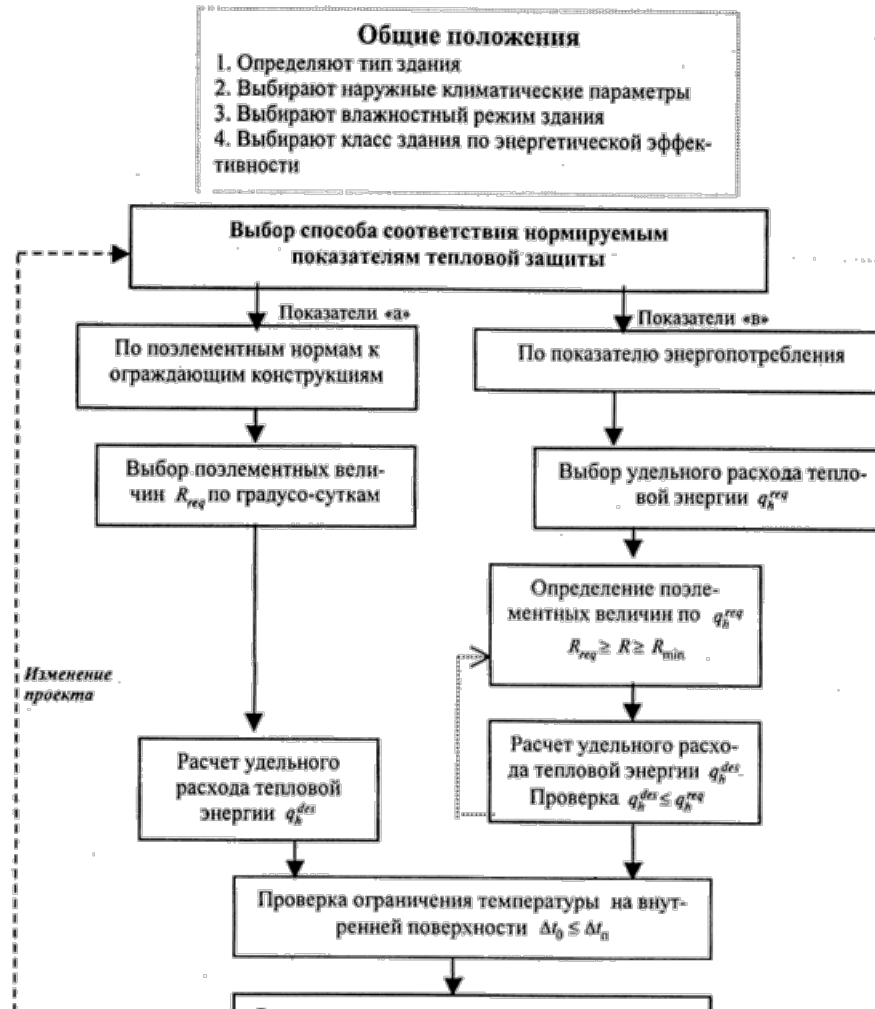 Общие положения
1. Определяют тип здания
2. Выбирают наружные климатические параметры
3. Выбирают влажностный режим здания
4. Выбирают класс здания по энергетической эффек-
тивности
Выбор способа соответствия нормируемым
показателям тепловой защиты
Показатели «а»
Показатели «в»
По поэлементным нормам к
ограждающим конструкциям
По показателю энергопотребления
Выбор поэлементных вели-
чин R_req по градусо-суткам
Выбор удельного расхода тепло-
вой энергии q_h^req
Определение поэле-
ментных величин по q_h^req
R_req ≥ R ≥ R_min
Изменение
проекта
Расчет удельного
расхода тепловой
энергии q_h^des
Расчет удельного расхо-
да тепловой энергии q_h^des
Проверка q_h^des ≤ q_h^req
Проверка ограничения температуры на внут-
ренней поверхности Δt_0 ≤ Δt_п